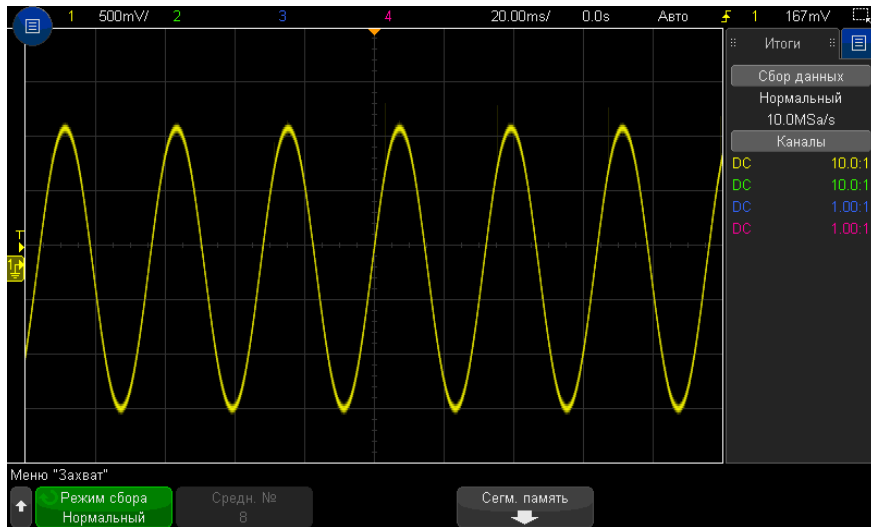 1 500mV/ 2 3 4 20.00ms/ 0.0s Авто 1 167mV
Итоги
Сбор данных
Нормальный
10.0MSa/s
Каналы
DC 10.0:1
DC 10.0:1
DC 1.00:1
DC 1.00:1
T
1
Меню "Захват"
Режим сбора
Нормальный
Средн. №
8
Сегм. память